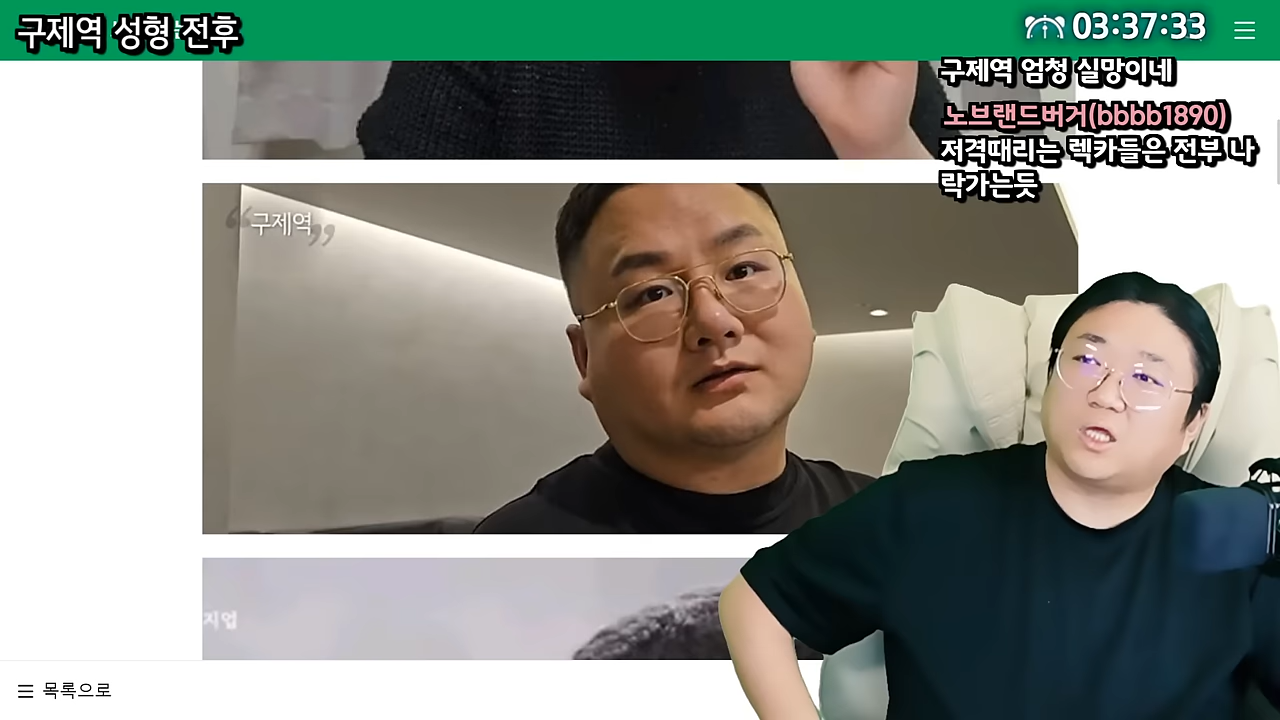 구제역 성형 전후
03:37:33
구제역 엄청 실망이네
노브랜드버거(bbbb1890)
저격때리는 렉카들은 전부 나
락가는듯
“구제역”
지업
목록으로